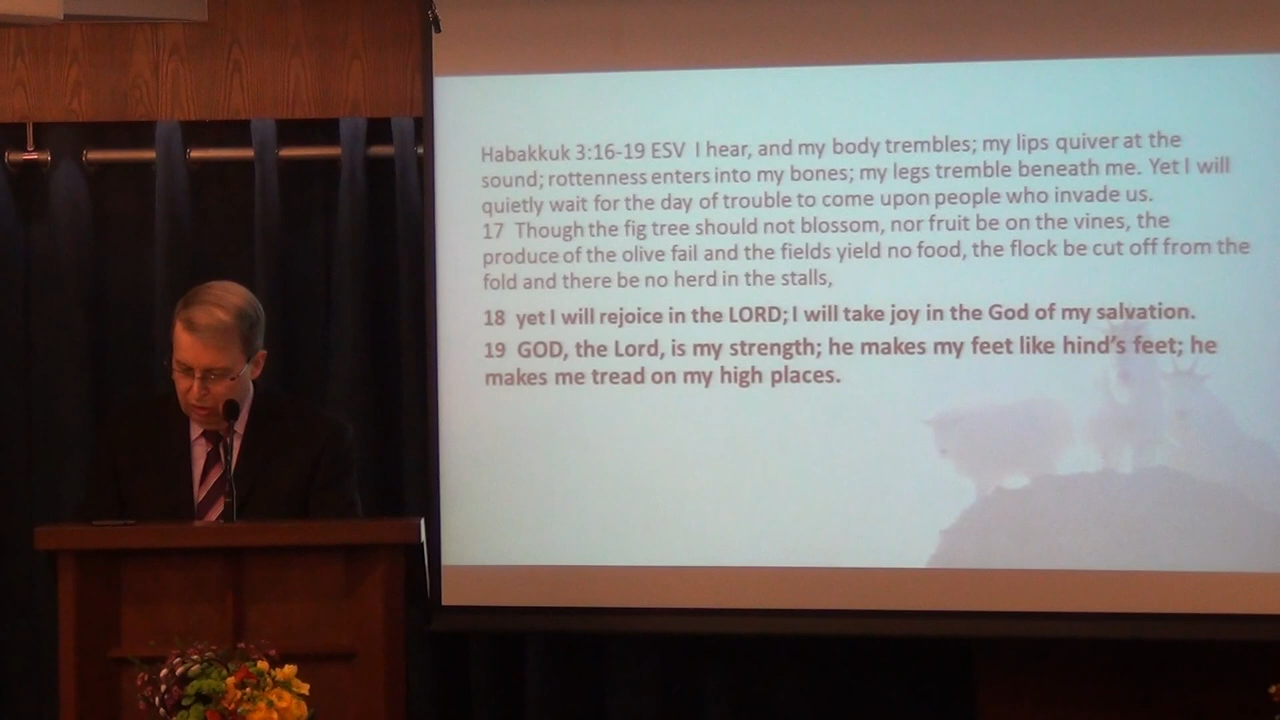 Habakkuk 3:16-19 ESV I hear, and my body trembles; my lips quiver at the
sound; rottenness enters into my bones; my legs tremble beneath me. Yet I will
quietly wait for the day of trouble to come upon people who invade us.
17 Though the fig tree should not blossom, nor fruit be on the vines, the
produce of the olive fail and the fields yield no food, the flock be cut off from the
fold and there be no herd in the stalls,
18 yet I will rejoice in the LORD; I will take joy in the God of my salvation.
19 GOD, the Lord, is my strength; he makes my feet like hind's feet; he
makes me tread on my high places.